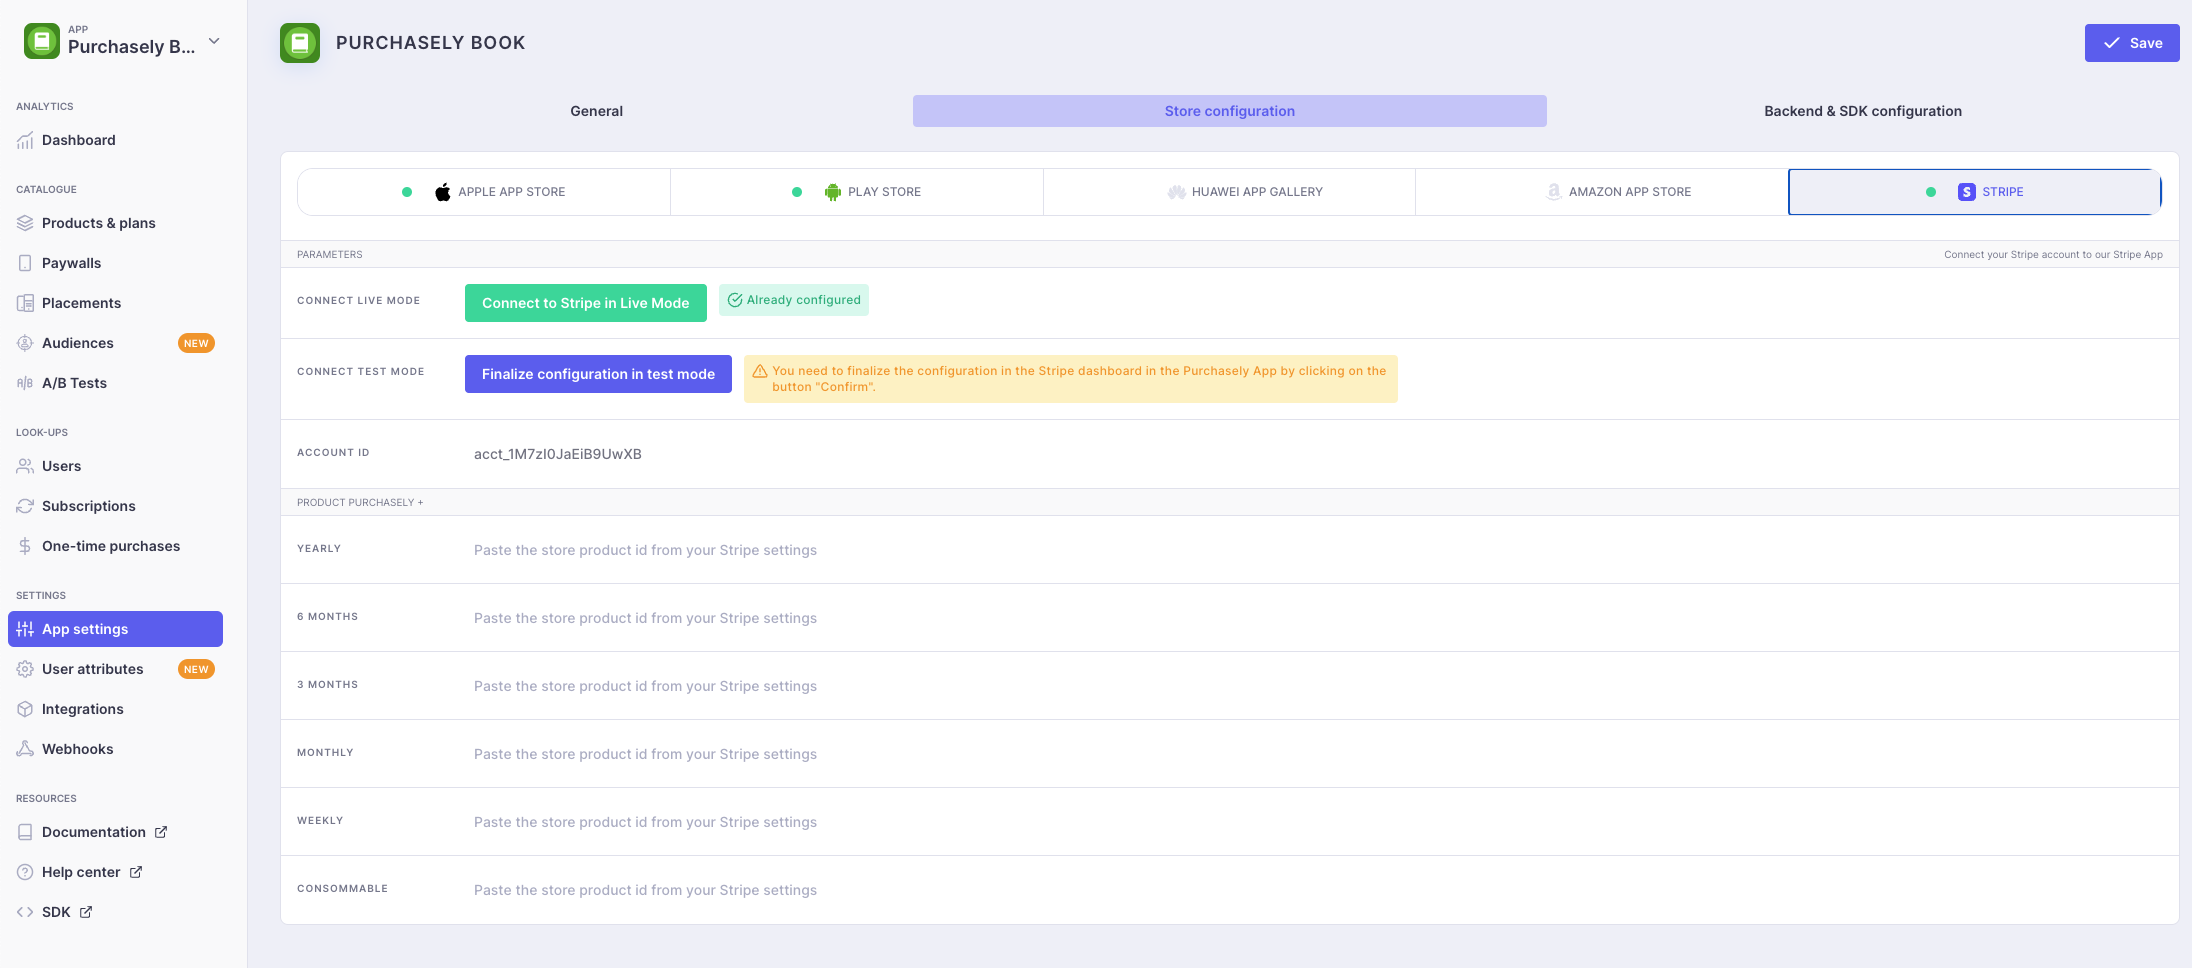 APP
Purchasely B...
ANALYTICS
Dashboard
CATALOGUE
Products & plans
Paywalls
Placements
Audiences NEW
A/B Tests
LOOK-UPS
Users
Subscriptions
One-time purchases
SETTINGS
App settings
User attributes NEW
Integrations
Webhooks
RESOURCES
Documentation
Help center
SDK
PURCHASELY BOOK
Save
General
Store configuration
Backend & SDK configuration
APPLE APP STORE
PLAY STORE
HUAWEI APP GALLERY
AMAZON APP STORE
STRIPE
PARAMETERS
Connect your Stripe account to our Stripe App
CONNECT LIVE MODE
Connect to Stripe in Live Mode
Already configured
CONNECT TEST MODE
Finalize configuration in test mode
You need to finalize the configuration in the Stripe dashboard in the Purchasely App by clicking on the
button "Confirm".
ACCOUNT ID
acct_1M7zI0JaEiB9UwXB
PRODUCT PURCHASELY +
YEARLY
Paste the store product id from your Stripe settings
6 MONTHS
Paste the store product id from your Stripe settings
3 MONTHS
Paste the store product id from your Stripe settings
MONTHLY
Paste the store product id from your Stripe settings
WEEKLY
Paste the store product id from your Stripe settings
CONSOMMABLE
Paste the store product id from your Stripe settings